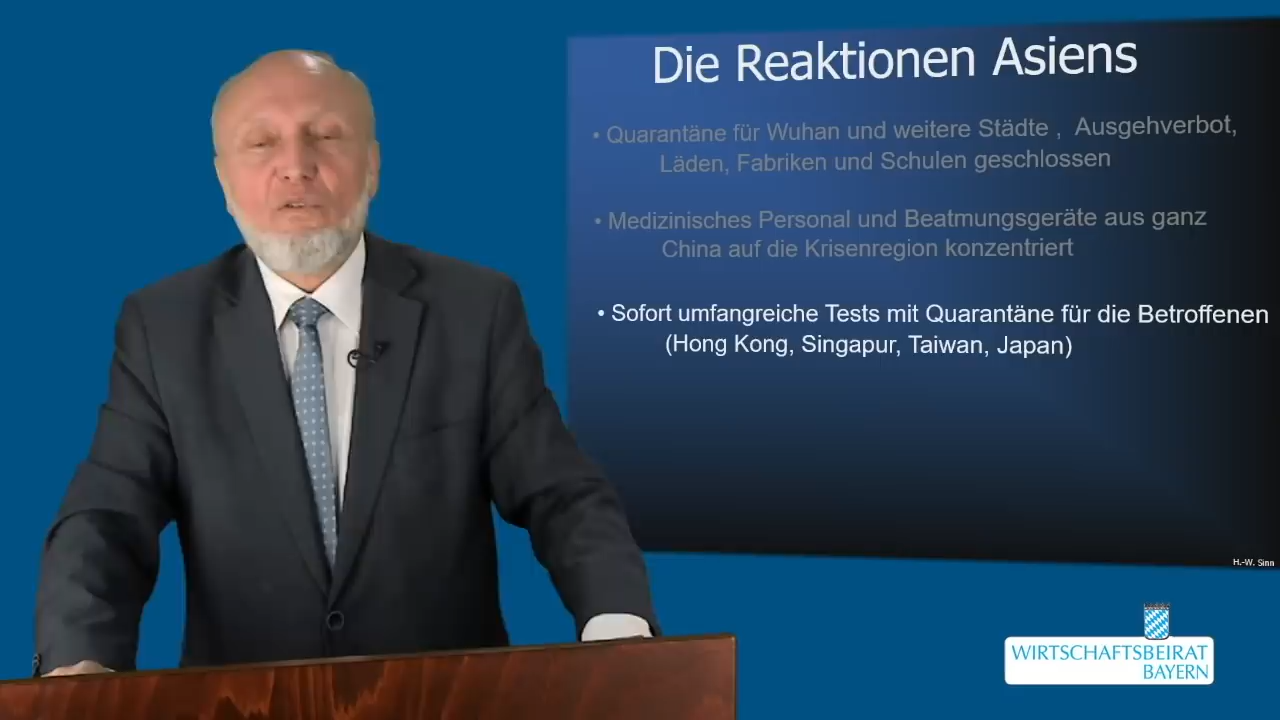 Die Reaktionen Asiens
• Quarantäne für Wuhan und weitere Städte , Ausgehverbot,
Läden, Fabriken und Schulen geschlossen
• Medizinisches Personal und Beatmungsgeräte aus ganz
China auf die Krisenregion konzentriert
• Sofort umfangreiche Tests mit Quarantäne für die Betroffenen
(Hong Kong, Singapur, Taiwan, Japan)
H.-W. Sinn
WIRTSCHAFTSBEIRAT
BAYERN